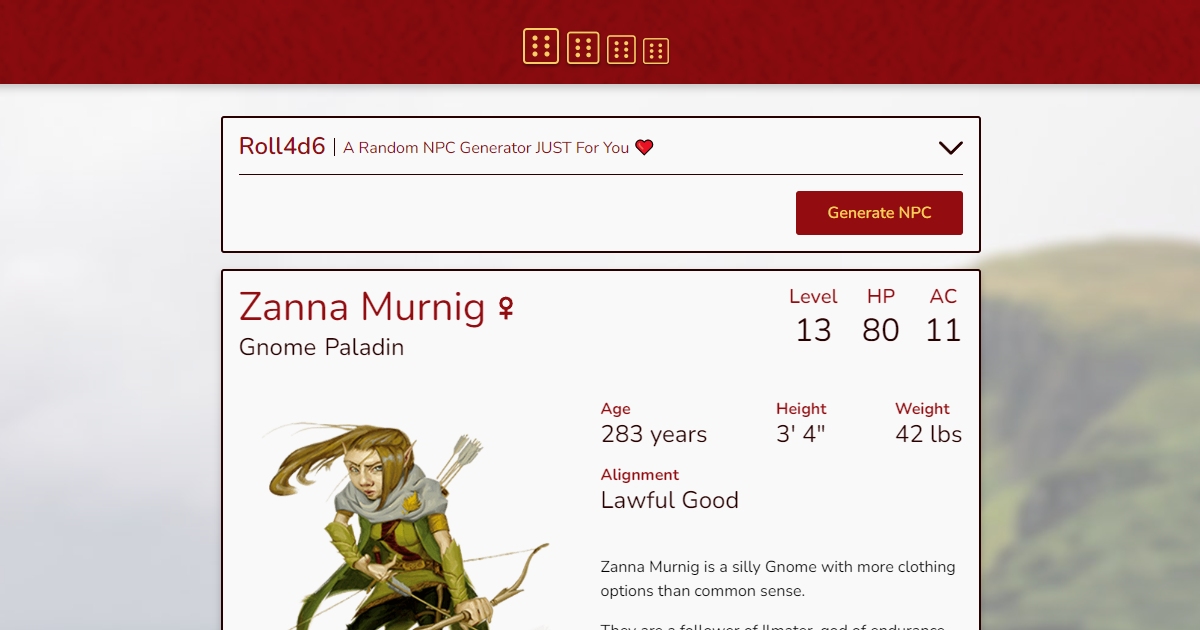 Roll4d6 | A Random NPC Generator JUST For You ❤
Generate NPC
Zanna Murnig ♀
Gnome Paladin
Level HP AC
13 80 11
Age Height Weight
283 years 3' 4" 42 lbs
Alignment
Lawful Good
Zanna Murnig is a silly Gnome with more clothing
options than common sense.
They are a follower of Ilmater, god of endurance,